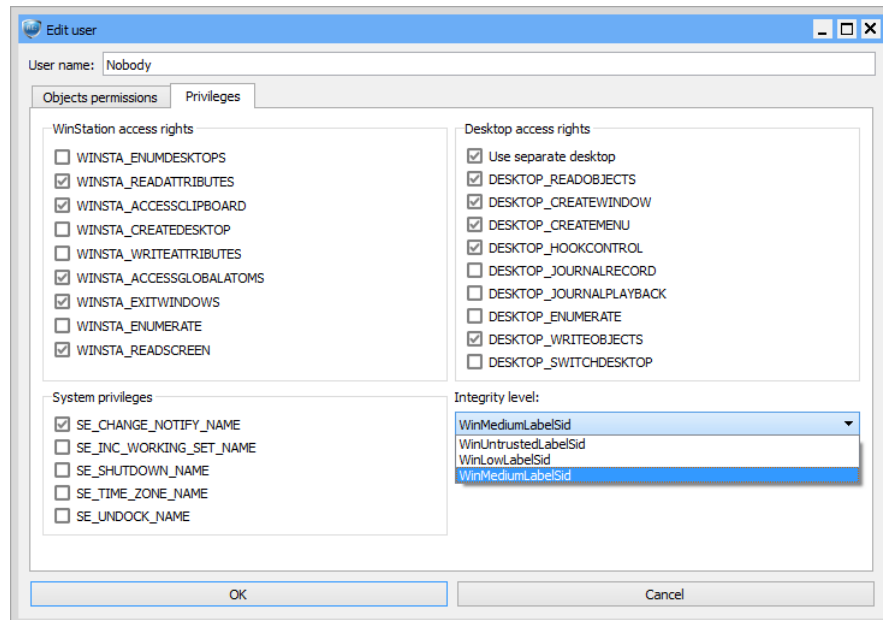 Edit user
User name: Nobody
Objects permissions Privileges
WinStation access rights
WINSTA_ENUMDESKTOPS
WINSTA_READATTRIBUTES
WINSTA_ACCESSCLIPBOARD
WINSTA_CREATEDESKTOP
WINSTA_WRITEATTRIBUTES
WINSTA_ACCESSGLOBALATOMS
WINSTA_EXITWINDOWS
WINSTA_ENUMERATE
WINSTA_READSCREEN
Desktop access rights
Use separate desktop
DESKTOP_READOBJECTS
DESKTOP_CREATEWINDOW
DESKTOP_CREATEMENU
DESKTOP_HOOKCONTROL
DESKTOP_JOURNALRECORD
DESKTOP_JOURNALPLAYBACK
DESKTOP_ENUMERATE
DESKTOP_WRITEOBJECTS
DESKTOP_SWITCHDESKTOP
System privileges
SE_CHANGE_NOTIFY_NAME
SE_INC_WORKING_SET_NAME
SE_SHUTDOWN_NAME
SE_TIME_ZONE_NAME
SE_UNDOCK_NAME
Integrity level:
WinMediumLabelSid
WinUntrustedLabelSid
WinLowLabelSid
WinMediumLabelSid
OK
Cancel